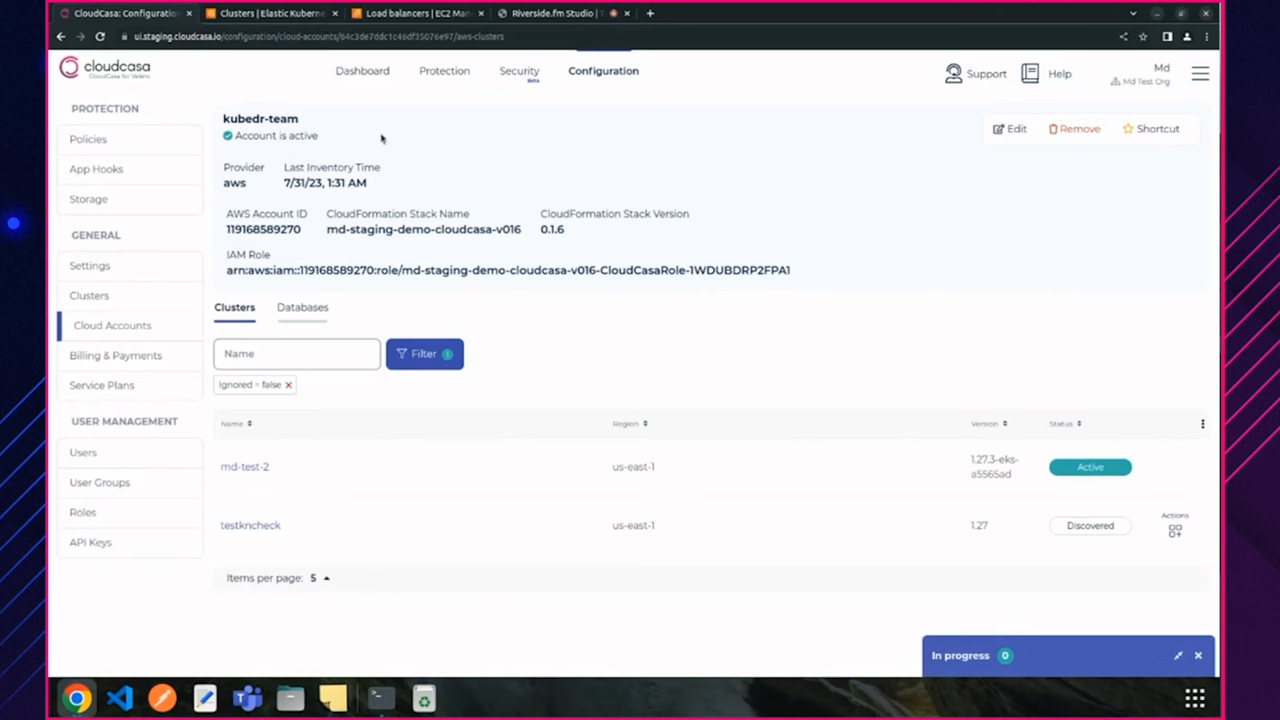 CloudCasa: Configuration
Clusters | Elastic Kuberne
Load balancers | EC2 Man
Riverside.fm Studio |
ui.staging.cloudcasa.io/configuration/cloud-accounts/64c3de7ddc1c46df35076e97/aws-clusters
cloudcasa
CloudCasa for Velero
Dashboard
Protection
Security
Beta
Configuration
Support
Help
Md
Md Test Org
PROTECTION
Policies
App Hooks
Storage
GENERAL
Settings
Clusters
Cloud Accounts
Billing & Payments
Service Plans
USER MANAGEMENT
Users
User Groups
Roles
API Keys
kubedr-team
Account is active
Edit
Remove
Shortcut
Provider Last Inventory Time
aws 7/31/23, 1:31 AM
AWS Account ID CloudFormation Stack Name CloudFormation Stack Version
119168589270 md-staging-demo-cloudcasa-v016 0.1.6
IAM Role
arn:aws:iam::119168589270:role/md-staging-demo-cloudcasa-v016-CloudCasaRole-1WDUBDRP2FPA1
Clusters Databases
Name
Filter 1
Ignored = false
Name Region Version Status
md-test-2 us-east-1 1.27.3-eks-
a5565ad
Active
testkncheck us-east-1 1.27 Discovered
Actions
Items per page: 5
In progress 0